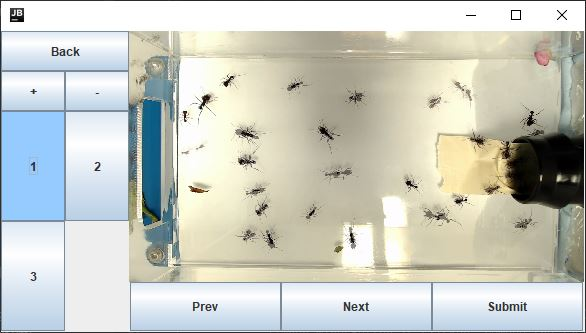 JB
Back
+ -
1 2
3
Prev Next Submit